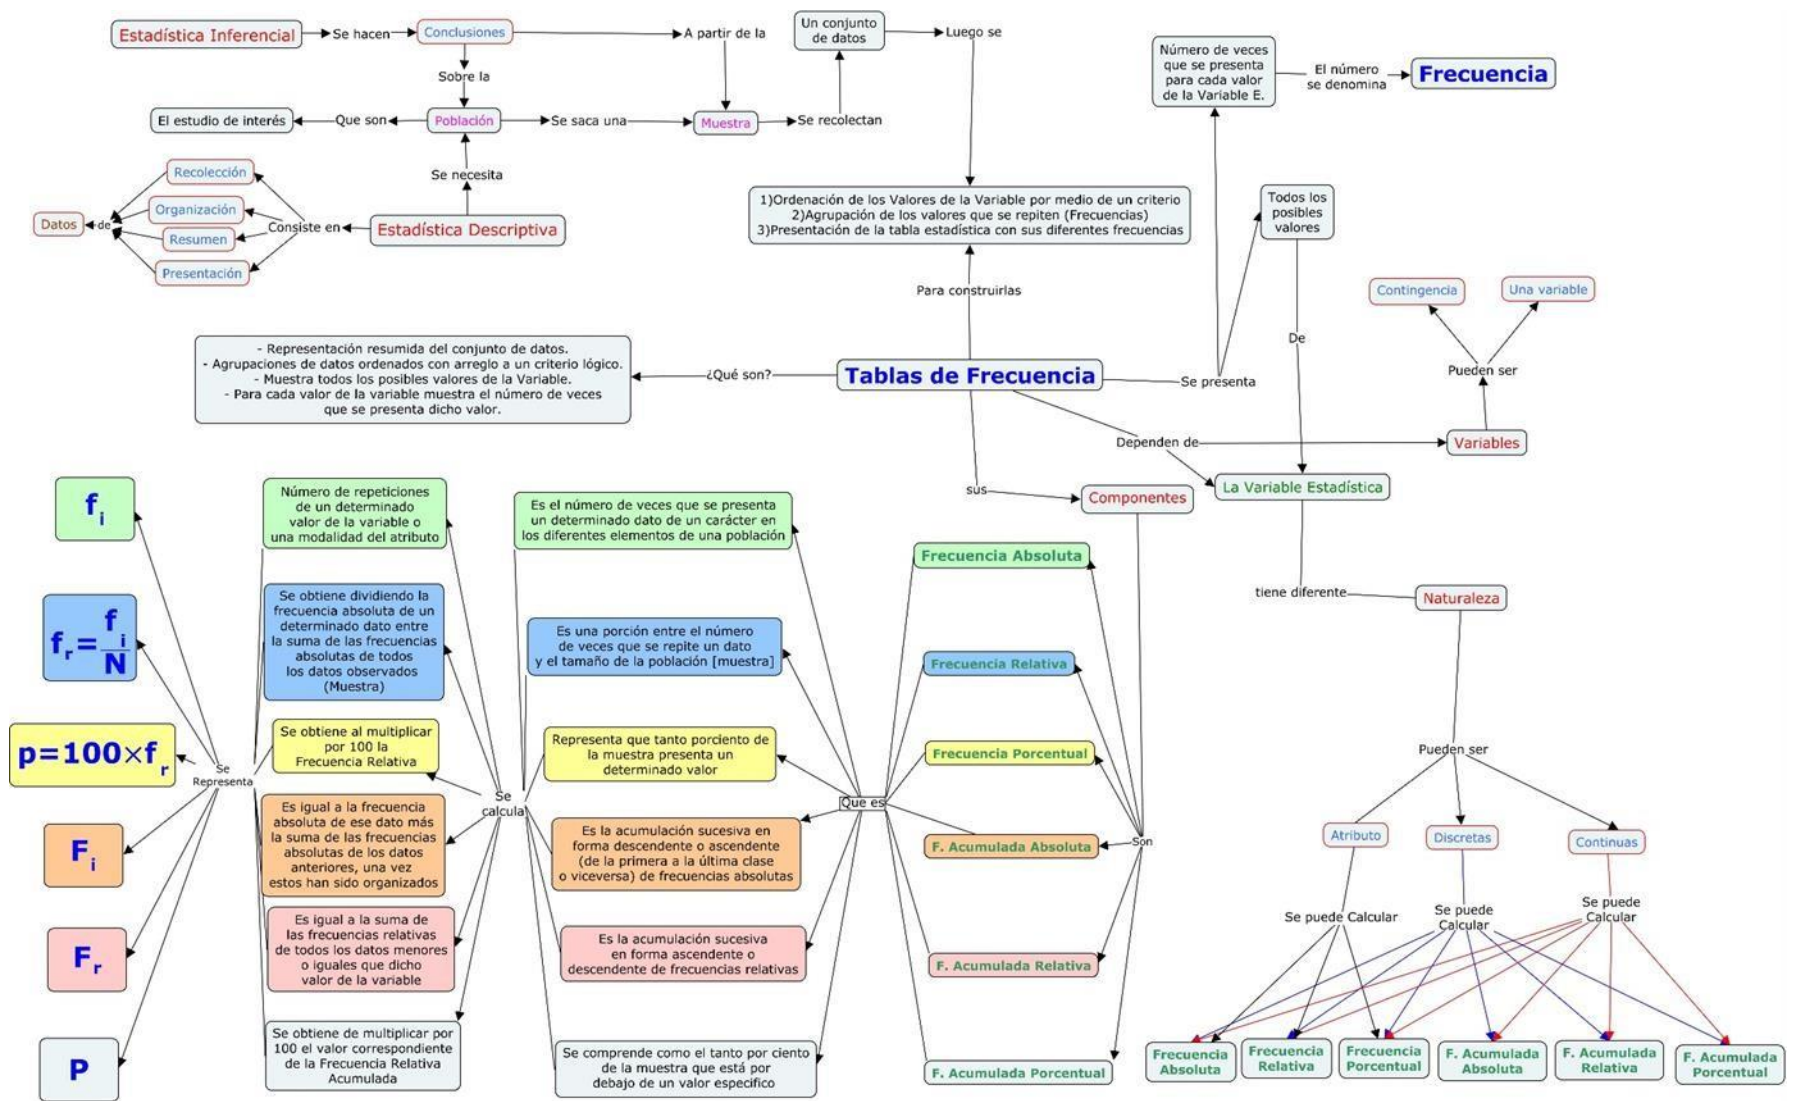 Estadística Inferencial
Se hacen
Conclusiones
A partir de la
Un conjunto
de datos
Luego se
Número de veces
que se presenta
para cada valor
de la Variable E.
El número
se denomina
Frecuencia
Sobre la
El estudio de interés
Que son
Población
Se saca una
Muestra
Se recolectan
Recolección
Organización
Resumen
Presentación
Datos
de
Consiste en
Se necesita
Estadística Descriptiva
1)Ordenación de los Valores de la Variable por medio de un criterio
2)Agrupación de los valores que se repiten (Frecuencias)
3)Presentación de la tabla estadística con sus diferentes frecuencias
Todos los
posibles
valores
Para construirlas
Contingencia
Una variable
De
Pueden ser
- Representación resumida del conjunto de datos.
- Agrupaciones de datos ordenados con arreglo a un criterio lógico.
- Muestra todos los posibles valores de la Variable.
- Para cada valor de la variable muestra el número de veces
que se presenta dicho valor.
¿Qué son?
Tablas de Frecuencia
Se presenta
Dependen de
Variables
La Variable Estadística
sus
Componentes
tiene diferente
Naturaleza
f i
f r = f i / N
p=100×f r
F i
F r
P
Se
Representa
Número de repeticiones
de un determinado
valor de la variable o
una modalidad del atributo
Se obtiene dividiendo la
frecuencia absoluta de un
determinado dato entre
la suma de las frecuencias
absolutas de todos
los datos observados
(Muestra)
Se obtiene al multiplicar
por 100 la
Frecuencia Relativa
Es igual a la frecuencia
absoluta de ese dato más
la suma de las frecuencias
absolutas de los datos
anteriores, una vez
estos han sido organizados
Es igual a la suma de
las frecuencias relativas
de todos los datos menores
o iguales que dicho
valor de la variable
Se obtiene de multiplicar por
100 el valor correspondiente
de la Frecuencia Relativa
Acumulada
Se
calcula
Es el número de veces que se presenta
un determinado dato de un carácter en
los diferentes elementos de una población
Es una porción entre el número
de veces que se repite un dato
y el tamaño de la población [muestra]
Representa que tanto porciento de
la muestra presenta un
determinado valor
Es la acumulación sucesiva en
forma descendente o ascendente
(de la primera a la última clase
o viceversa) de frecuencias absolutas
Es la acumulación sucesiva
en forma ascendente o
descendente de frecuencias relativas
Se comprende como el tanto por ciento
de la muestra que está por
debajo de un valor especifico
Que es
Frecuencia Absoluta
Frecuencia Relativa
Frecuencia Porcentual
F. Acumulada Absoluta
F. Acumulada Relativa
F. Acumulada Porcentual
Son
Pueden ser
Atributo
Discretas
Continuas
Se puede Calcular
Se puede
Calcular
Se puede
Calcular
Frecuencia
Absoluta
Frecuencia
Relativa
Frecuencia
Porcentual
F. Acumulada
Absoluta
F. Acumulada
Relativa
F. Acumulada
Porcentual